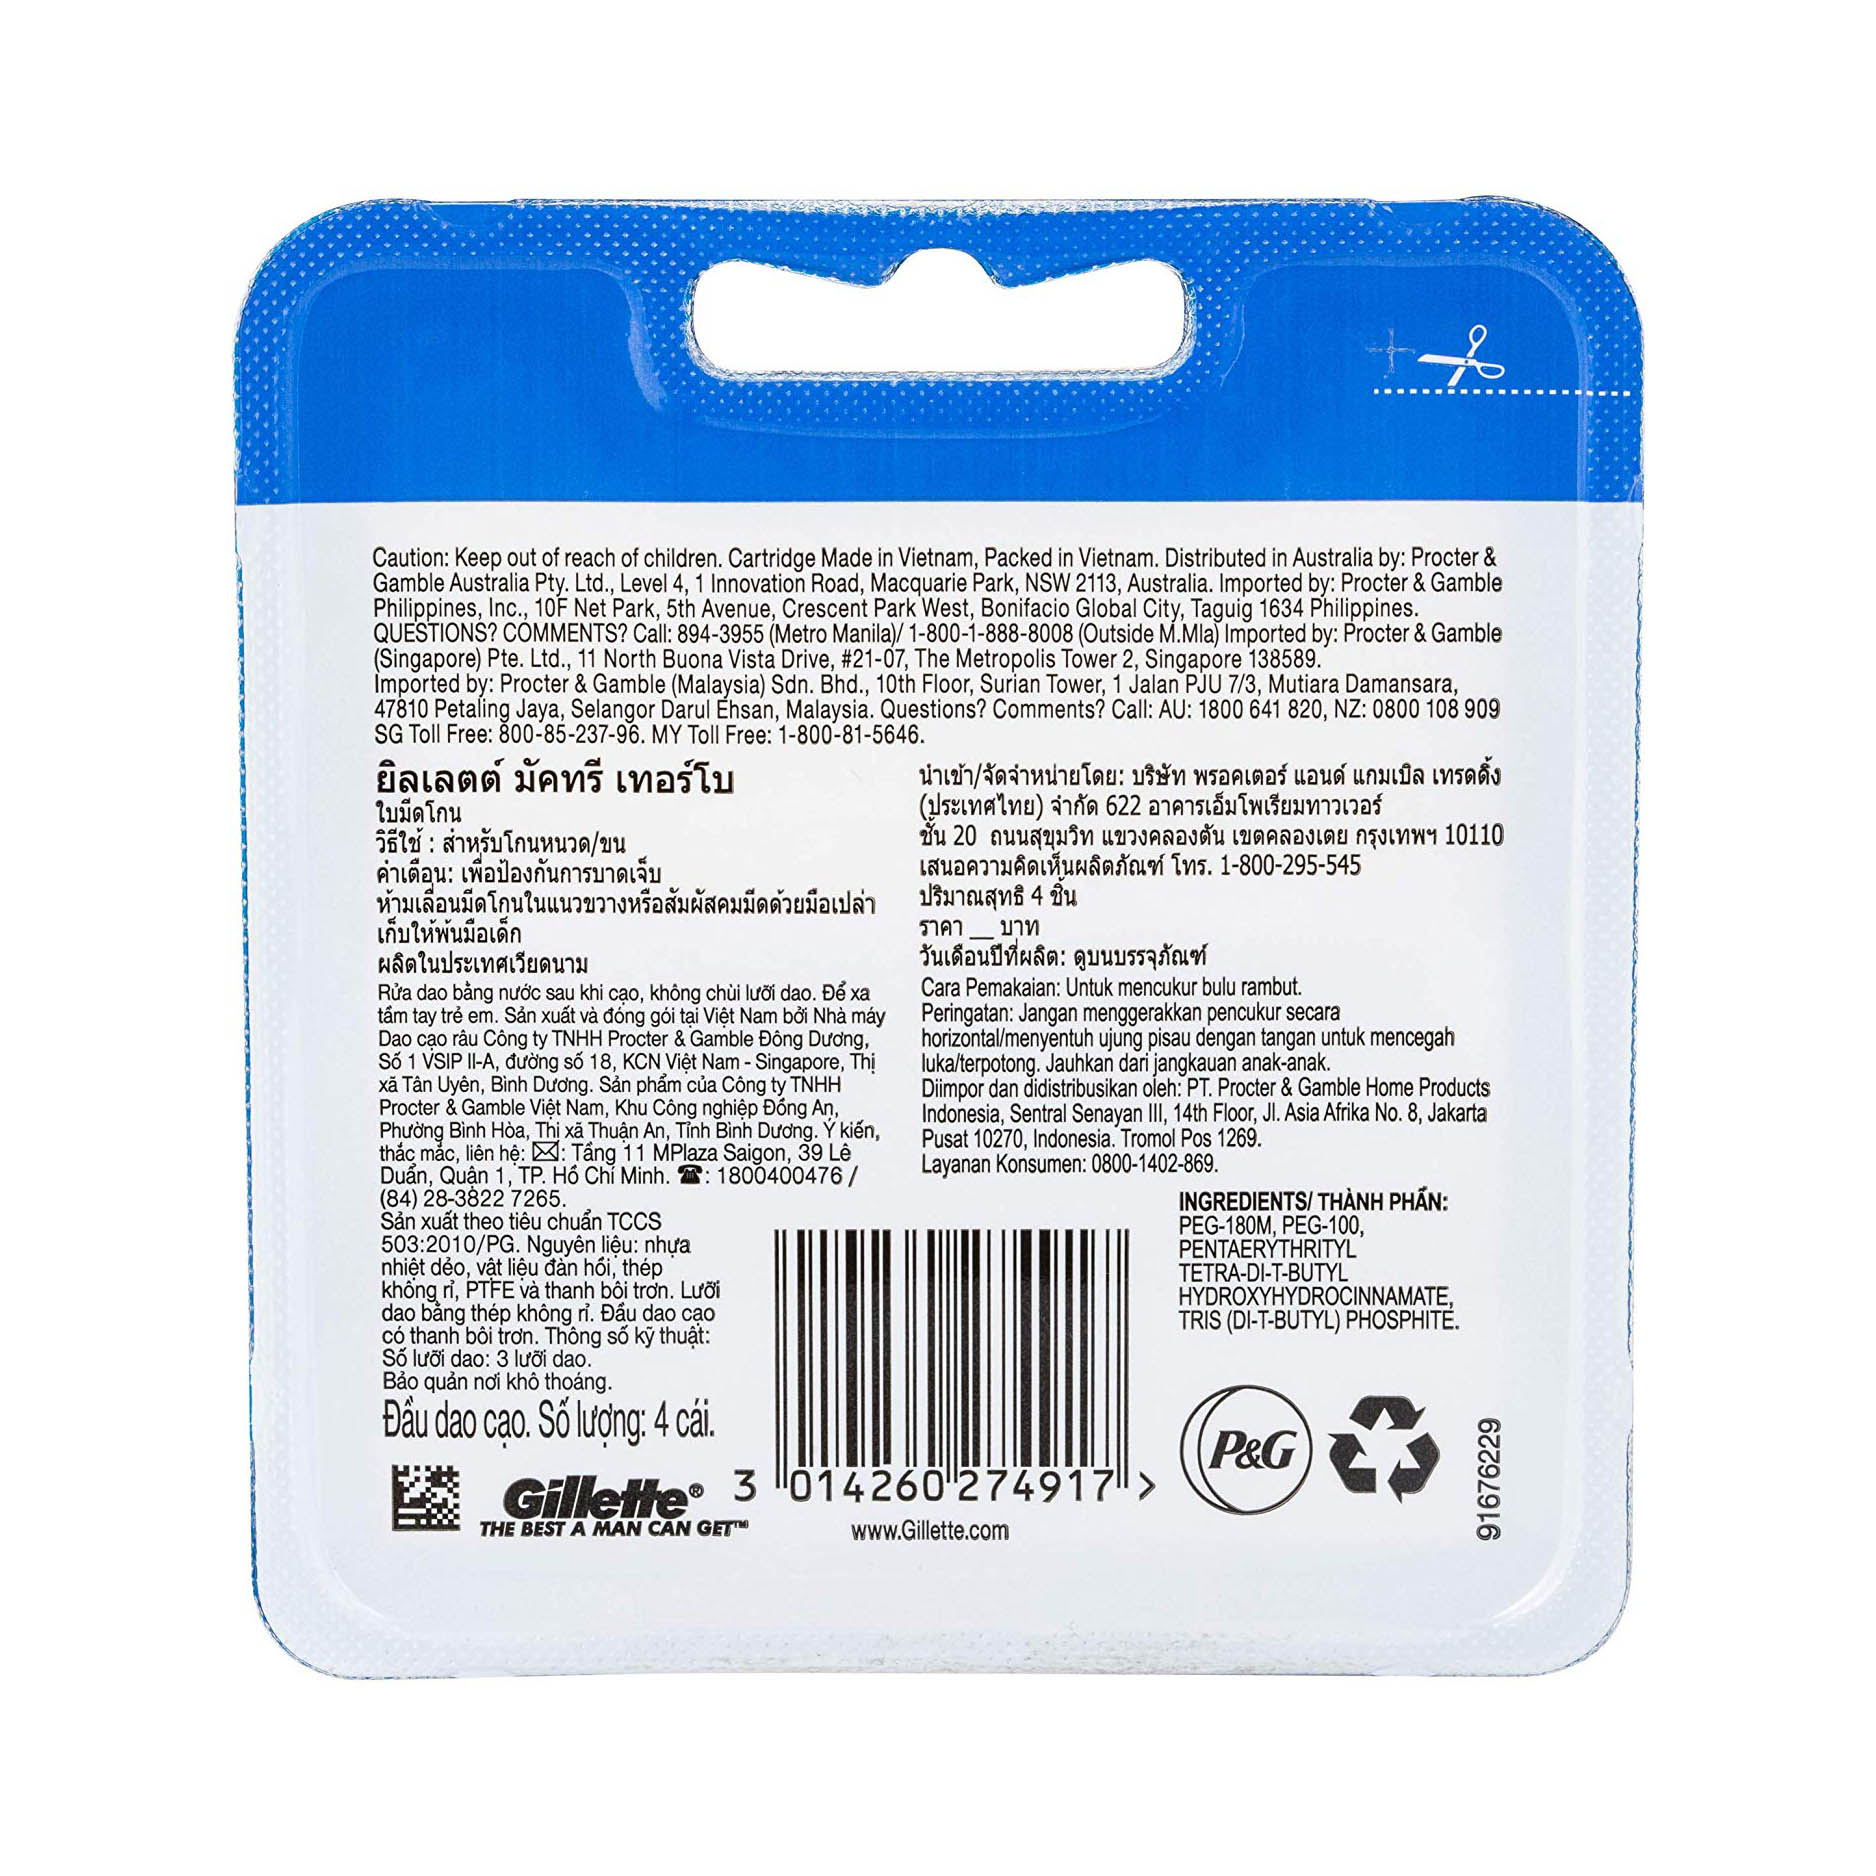 Caution: Keep out of reach of children. Cartridge Made in Vietnam, Packed in Vietnam. Distributed in Australia by: Procter &
Gamble Australia Pty. Ltd., Level 4, 1 Innovation Road, Macquarie Park, NSW 2113, Australia. Imported by: Procter & Gamble
Philippines, Inc., 10F Net Park, 5th Avenue, Crescent Park West, Bonifacio Global City, Taguig 1634 Philippines.
QUESTIONS? COMMENTS? Call: 894-3955 (Metro Manila)/ 1-800-1-888-8008 (Outside M.Mla) Imported by: Procter & Gamble
(Singapore) Pte. Ltd., 11 North Buona Vista Drive, #21-07, The Metropolis Tower 2, Singapore 138589.
Imported by: Procter & Gamble (Malaysia) Sdn. Bhd., 10th Floor, Surian Tower, 1 Jalan PJU 7/3, Mutiara Damansara,
47810 Petaling Jaya, Selangor Darul Ehsan, Malaysia. Questions? Comments? Call: AU: 1800 641 820, NZ: 0800 108 909
SG Toll Free: 800-85-237-96. MY Toll Free: 1-800-81-5646.
ยิลเลตต์ มัคทรี เทอร์โบ
ใบมีดโกน
วิธีใช้ : สำหรับโกนหนวด/ขน
คำเตือน: เพื่อป้องกันการบาดเจ็บ
ห้ามเลื่อนมีดโกนในแนวขวางหรือสัมผัสคมมีดด้วยมือเปล่า
เก็บให้พ้นมือเด็ก
ผลิตในประเทศเวียดนาม
Rửa dao bằng nước sau khi cạo, không chùi lưỡi dao. Để xa
tầm tay trẻ em. Sản xuất và đóng gói tại Việt Nam bởi Nhà máy
Dao cạo râu Công ty TNHH Procter & Gamble Đông Dương,
Số 1 VSIP II-A, đường số 18, KCN Việt Nam - Singapore, Thị
xã Tân Uyên, Bình Dương. Sản phẩm của Công ty TNHH
Procter & Gamble Việt Nam, Khu Công nghiệp Đồng An,
Phường Bình Hòa, Thị xã Thuận An, Tỉnh Bình Dương. Ý kiến,
thắc mắc, liên hệ: ✉: Tầng 11 MPlaza Saigon, 39 Lê
Duẩn, Quận 1, TP. Hồ Chí Minh. ☎: 1800400476 /
(84) 28-3822 7265.
Sản xuất theo tiêu chuẩn TCCS
503:2010/PG. Nguyên liệu: nhựa
nhiệt dẻo, vật liệu đàn hồi, thép
không rỉ, PTFE và thanh bôi trơn. Lưỡi
dao bằng thép không rỉ. Đầu dao cạo
có thanh bôi trơn. Thông số kỹ thuật:
Số lưỡi dao: 3 lưỡi dao.
Bảo quản nơi khô thoáng.
Đầu dao cạo. Số lượng: 4 cái.
นำเข้า/จัดจำหน่ายโดย: บริษัท พรอคเตอร์ แอนด์ แกมเบิล เทรดดิ้ง
(ประเทศไทย) จำกัด 622 อาคารเอ็มโพเรียมทาวเวอร์
ชั้น 20 ถนนสุขุมวิท แขวงคลองตัน เขตคลองเตย กรุงเทพฯ 10110
เสนอความคิดเห็นผลิตภัณฑ์ โทร. 1-800-295-545
ปริมาณสุทธิ 4 ชิ้น
ราคา __ บาท
วันเดือนปีที่ผลิต: ดูบนบรรจุภัณฑ์
Cara Pemakaian: Untuk mencukur bulu rambut.
Peringatan: Jangan menggerakkan pencukur secara
horizontal/menyentuh ujung pisau dengan tangan untuk mencegah
luka/terpotong. Jauhkan dari jangkauan anak-anak.
Diimpor dan didistribusikan oleh: PT. Procter & Gamble Home Products
Indonesia, Sentral Senayan III, 14th Floor, Jl. Asia Afrika No. 8, Jakarta
Pusat 10270, Indonesia. Tromol Pos 1269.
Layanan Konsumen: 0800-1402-869.
INGREDIENTS/ THÀNH PHẦN:
PEG-180M, PEG-100,
PENTAERYTHRITYL
TETRA-DI-T-BUTYL
HYDROXYHYDROCINNAMATE,
TRIS (DI-T-BUTYL) PHOSPHITE.
Gillette®
THE BEST A MAN CAN GET™
3 014260 274917 >
www.Gillette.com
P&G
91676229